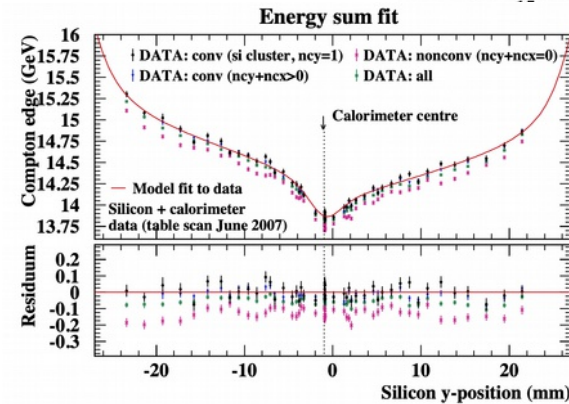 Energy sum fit
Compton edge (GeV)
16
15.75
15.5
15.25
15
14.75
14.5
14.25
14
13.75
DATA: conv (si cluster, ncy=1)
DATA: nonconv (ncy+ncx=0)
DATA: conv (ncy+ncx>0)
DATA: all
Calorimeter centre
Model fit to data
Silicon + calorimeter
data (table scan June 2007)
Residuum
0.2
0.1
0
-0.1
-0.2
-0.3
-20
-10
0
10
20
Silicon y-position (mm)